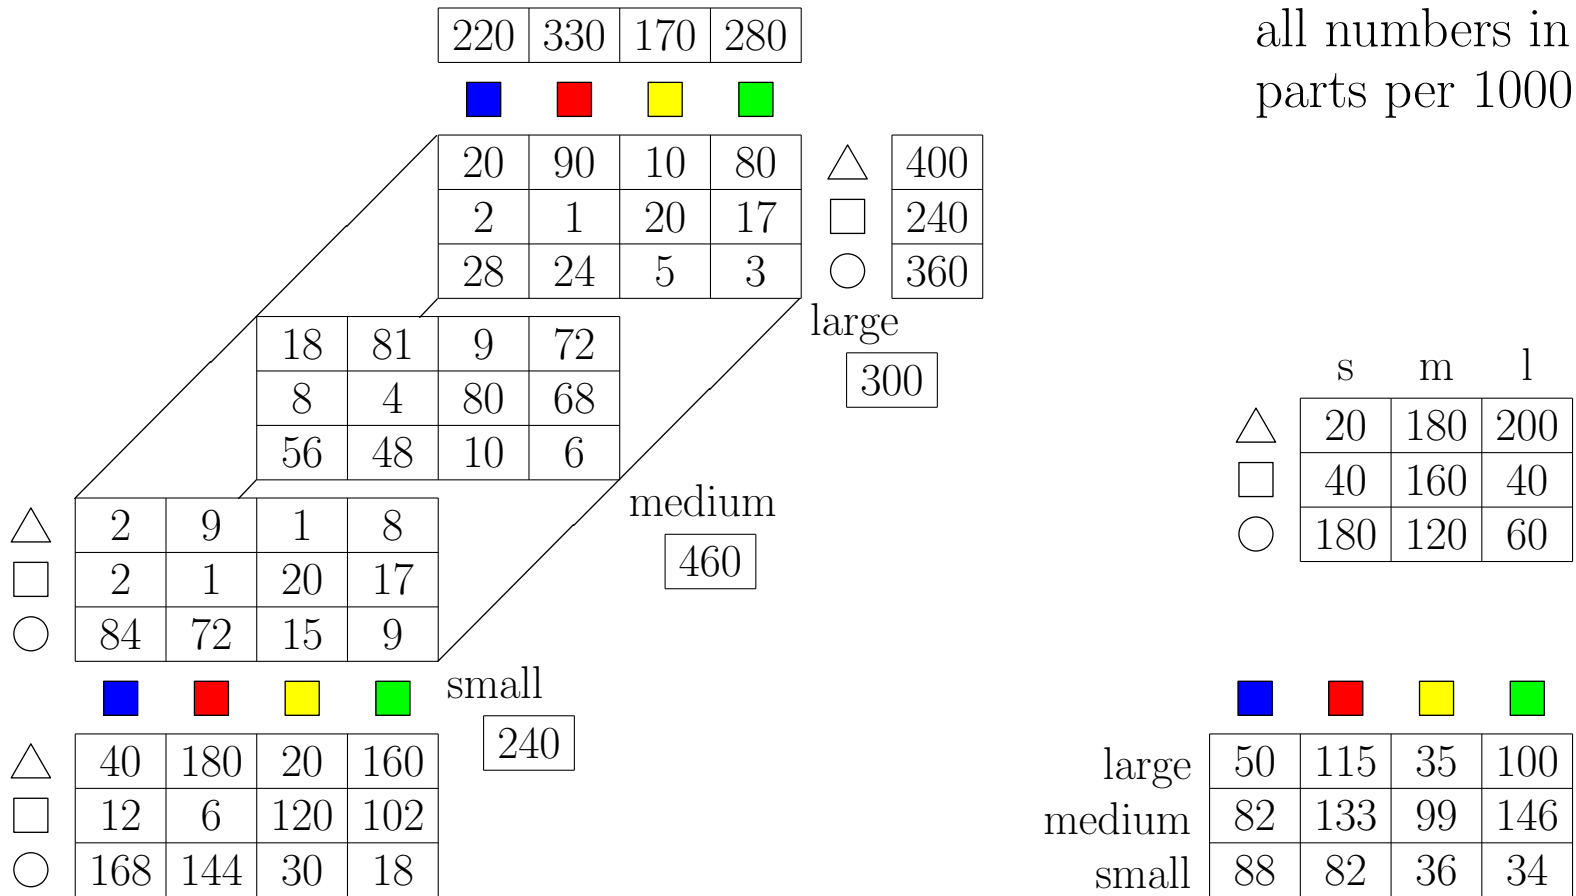 220 330 170 280
all numbers in
parts per 1000
20 90 10 80 400
2 1 20 17 240
28 24 5 3 360
large
300
18 81 9 72
8 4 80 68
56 48 10 6
medium
460
s m l
20 180 200
40 160 40
180 120 60
2 9 1 8
2 1 20 17
84 72 15 9
small
240
40 180 20 160
12 6 120 102
168 144 30 18
large 50 115 35 100
medium 82 133 99 146
small 88 82 36 34